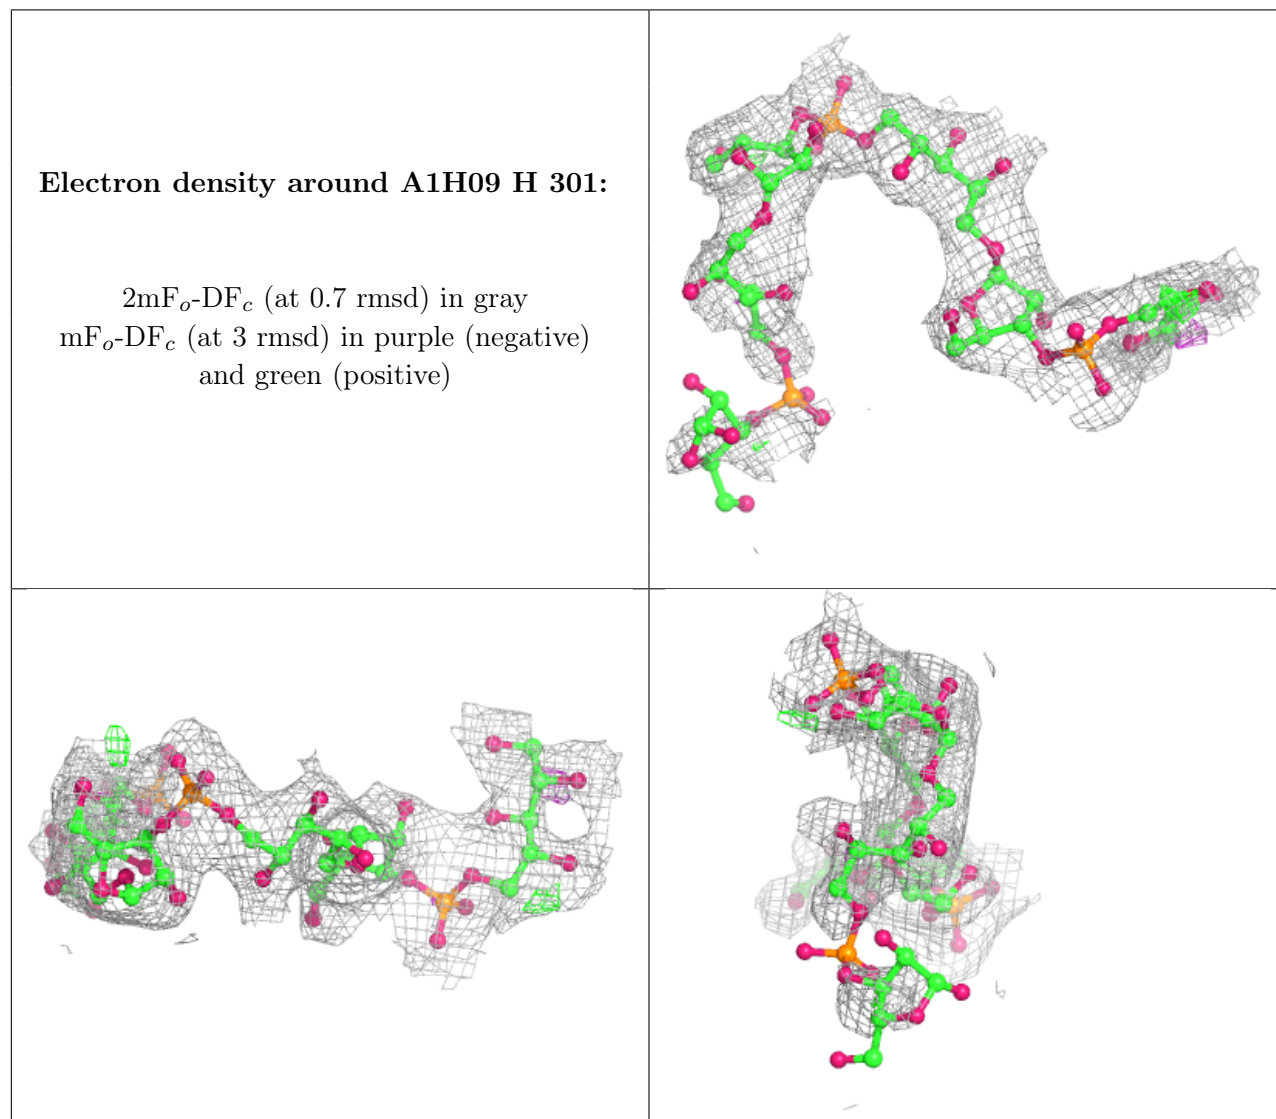 Electron density around A1H09 H 301:
2mFo-DFc (at 0.7 rmsd) in gray
mFo-DFc (at 3 rmsd) in purple (negative)
and green (positive)